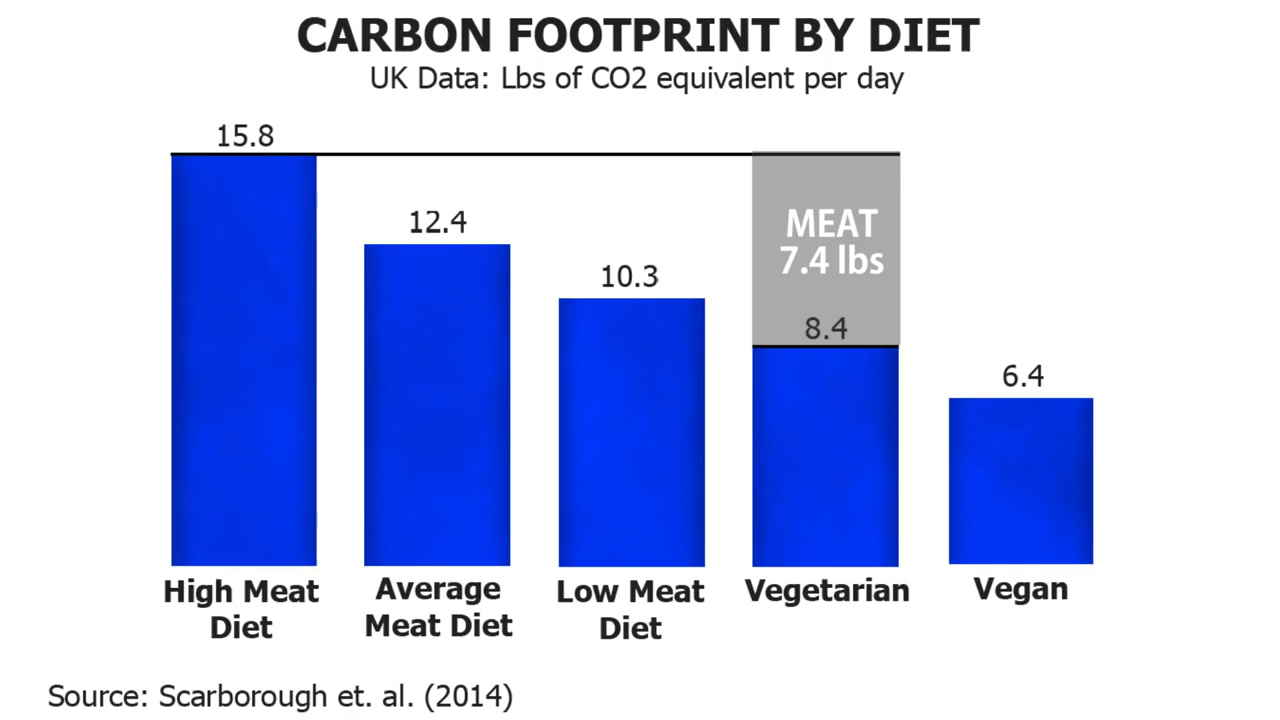 CARBON FOOTPRINT BY DIET
UK Data: Lbs of CO2 equivalent per day
15.8
12.4
10.3
MEAT
7.4 lbs
8.4
6.4
High Meat
Diet
Average
Meat Diet
Low Meat
Diet
Vegetarian
Vegan
Source: Scarborough et. al. (2014)